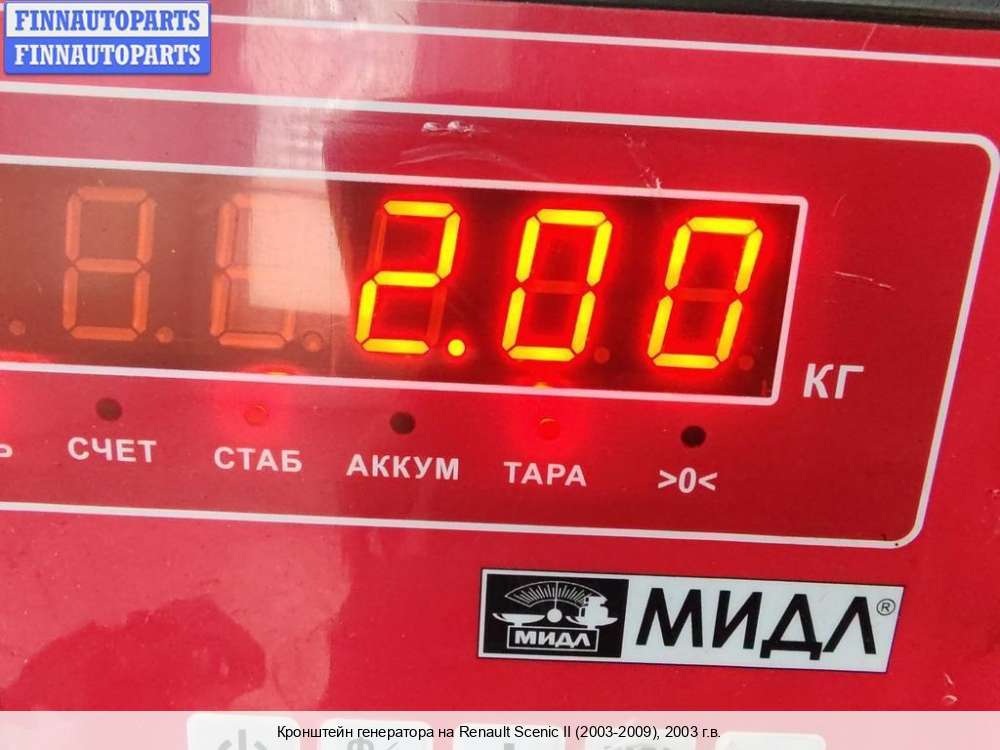 FINNAUTOPARTS
FINNAUTOPARTS
2.00
КГ
СЧЕТ СТАБ АККУМ ТАРА >0<
МИДЛ МИДЛ®
Кронштейн генератора на Renault Scenic II (2003-2009), 2003 г.в.